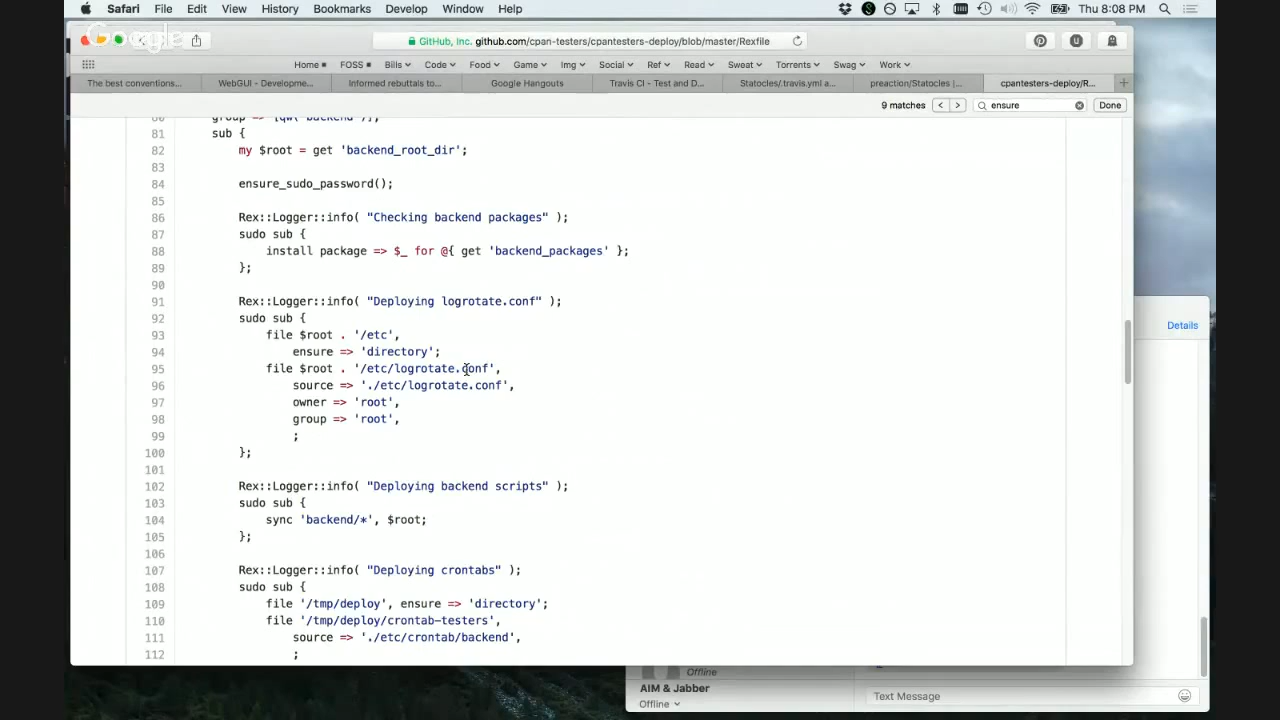 Safari File Edit View History Bookmarks Develop Window Help Thu 8:08 PM
Google
GitHub, Inc. github.com/cpan-testers/cpantesters-deploy/blob/master/Rexfile
Home FOSS Bills Code Food Game Img Social Ref Read Sweat Torrents Swag Work
The best conventions... WebGUI - Developme... Informed rebuttals to... Google Hangouts Travis CI - Test and D... Statocles/.travis.yml a... preaction/Statocles |... cpantesters-deploy/R...
9 matches ensure Done
80 group => [qw( backend )],
81 sub {
82 my $root = get 'backend_root_dir';
83
84 ensure_sudo_password();
85
86 Rex::Logger::info( "Checking backend packages" );
87 sudo sub {
88 install package => $_ for @{ get 'backend_packages' };
89 };
90
91 Rex::Logger::info( "Deploying logrotate.conf" );
92 sudo sub {
93 file $root . '/etc',
94 ensure => 'directory';
95 file $root . '/etc/logrotate.conf',
96 source => './etc/logrotate.conf',
97 owner => 'root',
98 group => 'root',
99 ;
100 };
101
102 Rex::Logger::info( "Deploying backend scripts" );
103 sudo sub {
104 sync 'backend/*', $root;
105 };
106
107 Rex::Logger::info( "Deploying crontabs" );
108 sudo sub {
109 file '/tmp/deploy', ensure => 'directory';
110 file '/tmp/deploy/crontab-testers',
111 source => './etc/crontab/backend',
112 ;
Details
Offline
AIM & Jabber
Offline
Text Message